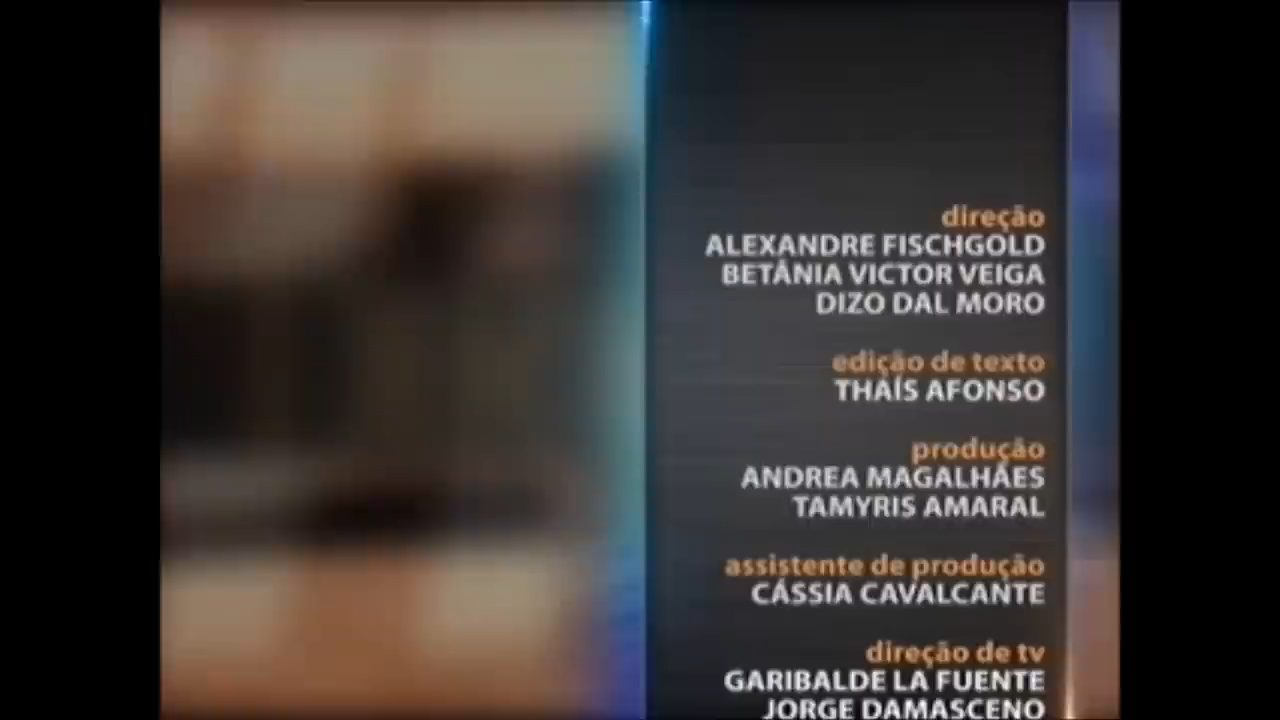 direção
ALEXANDRE FISCHGOLD
BETÂNIA VICTOR VEIGA
DIZO DAL MORO
edição de texto
THAÍS AFONSO
produção
ANDREA MAGALHÃES
TAMYRIS AMARAL
assistente de produção
CÁSSIA CAVALCANTE
direção de tv
GARIBALDE LA FUENTE
JORGE DAMASCENO